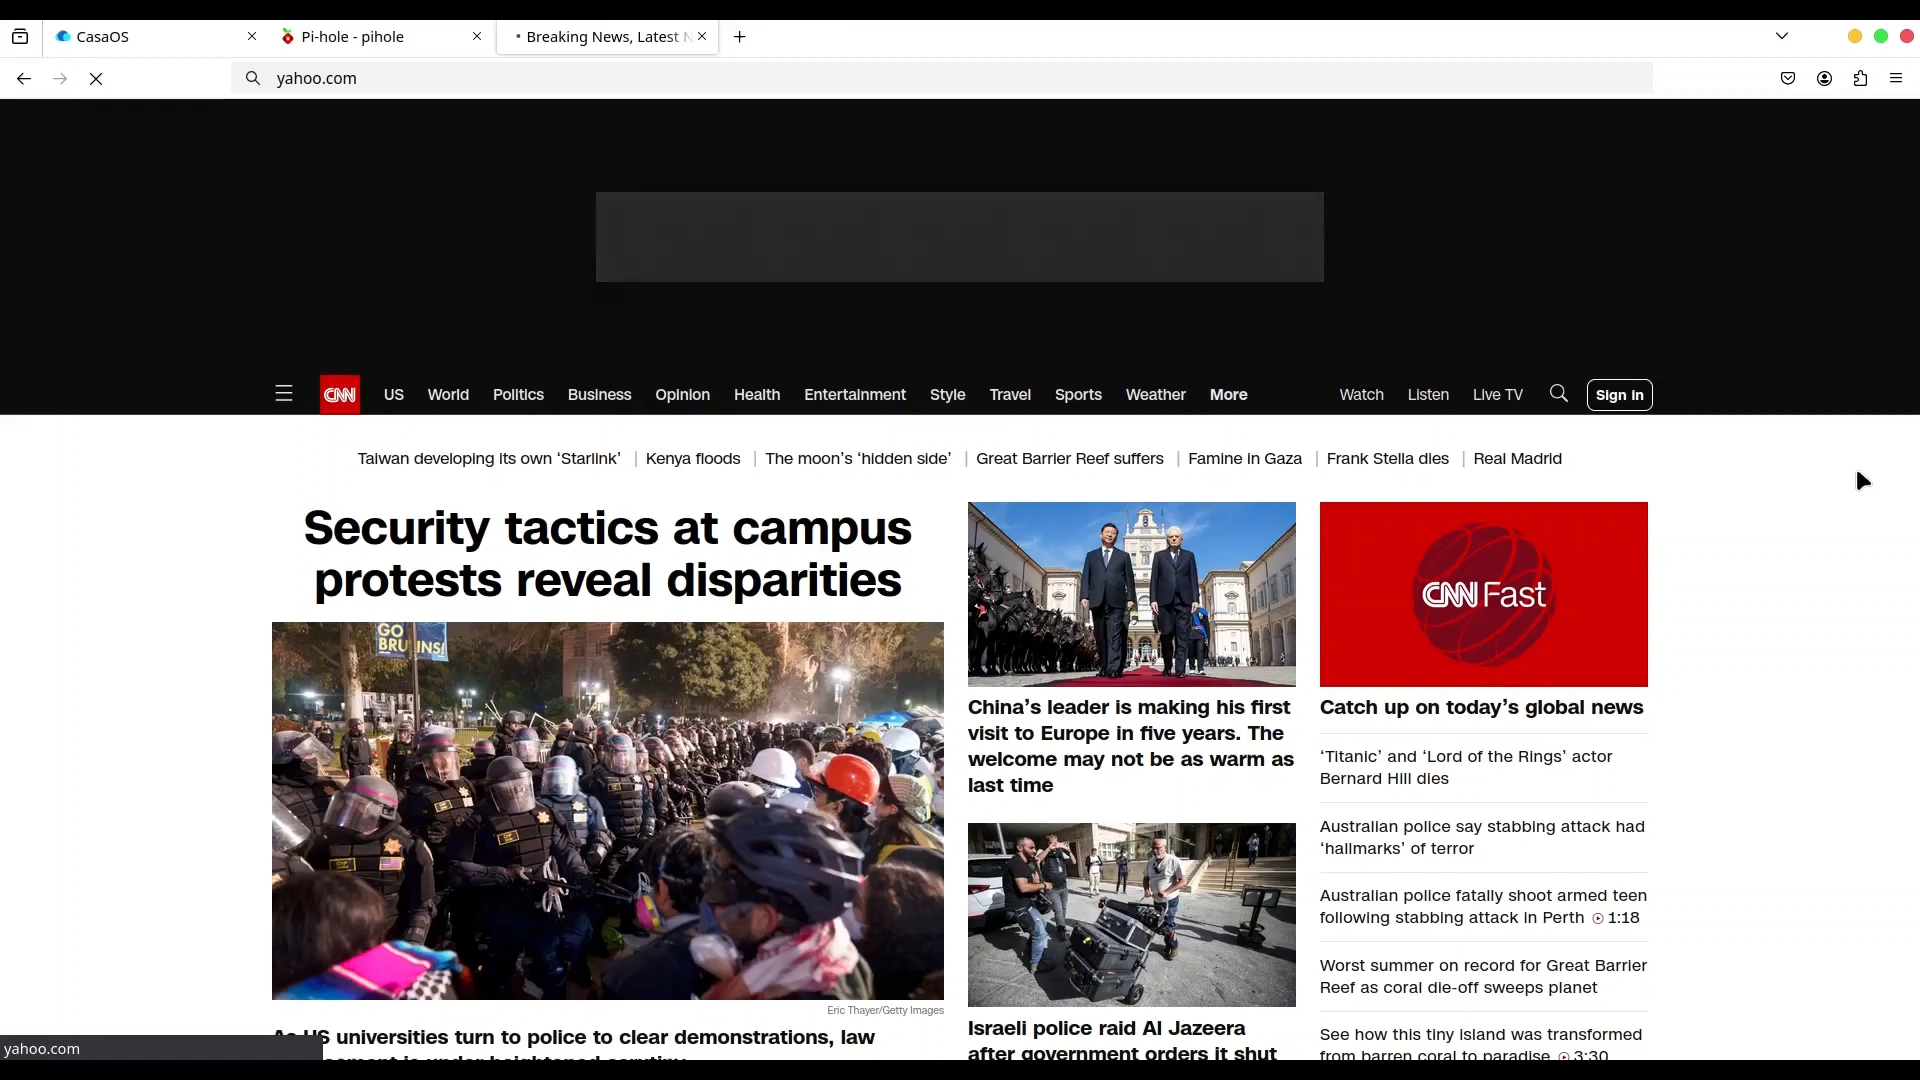 CasaOS
Pi-hole - pihole
Breaking News, Latest N
yahoo.com
CNN
US
World
Politics
Business
Opinion
Health
Entertainment
Style
Travel
Sports
Weather
More
Watch
Listen
Live TV
Sign in
Taiwan developing its own ‘Starlink’
Kenya floods
The moon’s ‘hidden side’
Great Barrier Reef suffers
Famine in Gaza
Frank Stella dies
Real Madrid
Security tactics at campus
protests reveal disparities
GO
BRUINS!
Eric Thayer/Getty Images
As US universities turn to police to clear demonstrations, law
China’s leader is making his first
visit to Europe in five years. The
welcome may not be as warm as
last time
Israeli police raid Al Jazeera
after government orders it shut
CNN Fast
Catch up on today’s global news
‘Titanic’ and ‘Lord of the Rings’ actor
Bernard Hill dies
Australian police say stabbing attack had
‘hallmarks’ of terror
Australian police fatally shoot armed teen
following stabbing attack in Perth 1:18
Worst summer on record for Great Barrier
Reef as coral die-off sweeps planet
See how this tiny island was transformed
from barren coral to paradise 3:30
yahoo.com